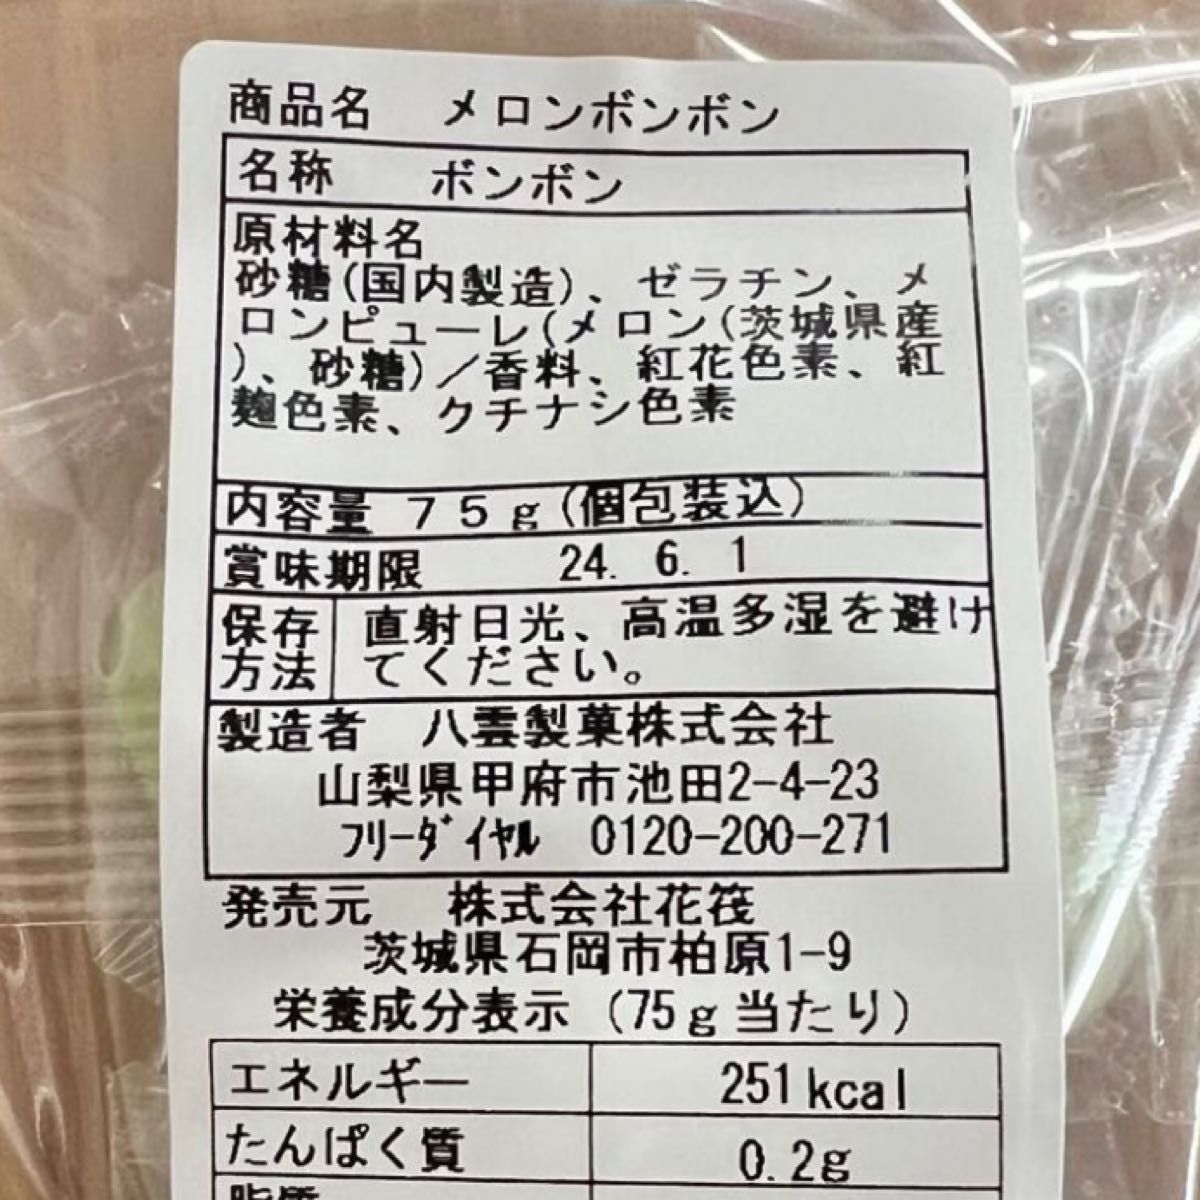 商品名 メロンボンボン
名称 ボンボン
原材料名
砂糖(国内製造)、ゼラチン、メ
ロンピューレ(メロン(茨城県産
)、砂糖)／香料、紅花色素、紅
麹色素、クチナシ色素
内容量 75g(個包装込)
賞味期限 24. 6. 1
保存方法 直射日光、高温多湿を避け
てください。
製造者 八雲製菓株式会社
山梨県甲府市池田2-4-23
フリーダイヤル 0120-200-271
発売元 株式会社花筏
茨城県石岡市柏原1-9
栄養成分表示（75g当たり）
エネルギー 251kcal
たんぱく質 0.2g
脂質